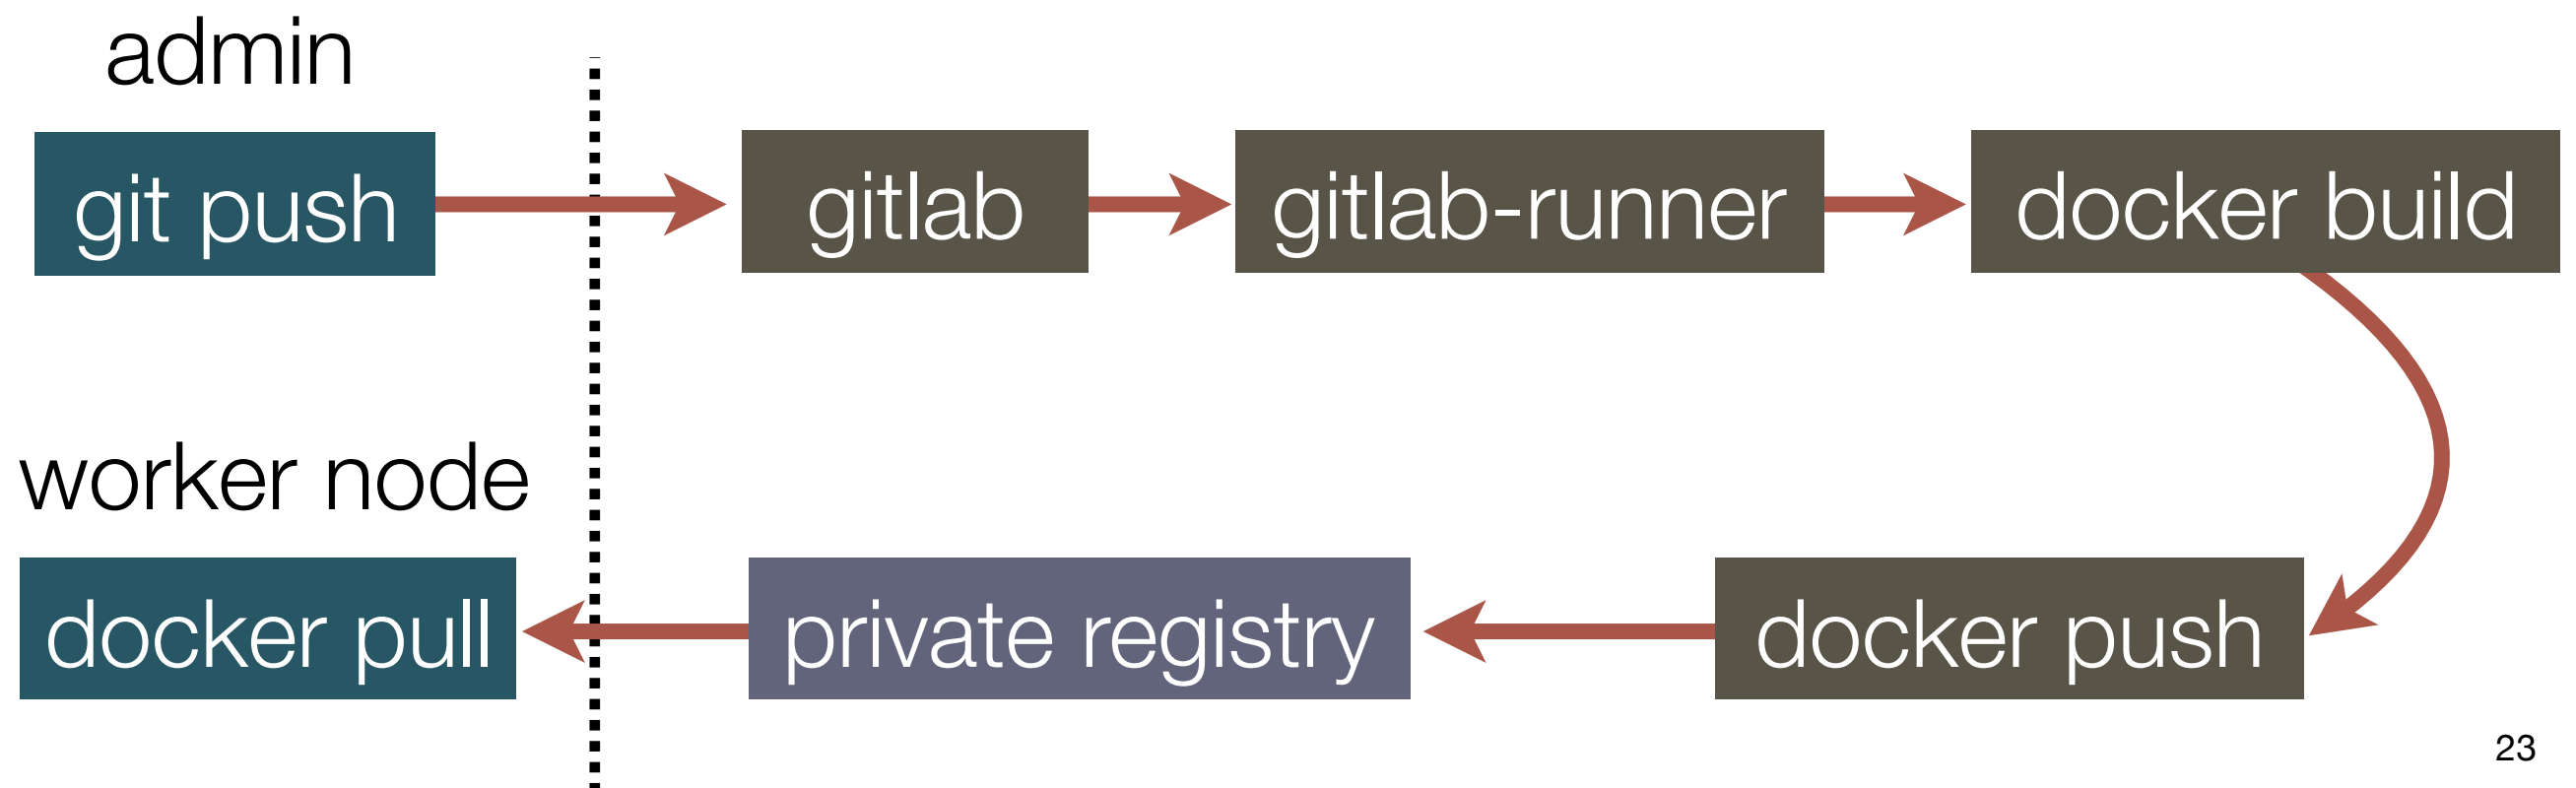 admin
git push
gitlab
gitlab-runner
docker build
worker node
docker pull
private registry
docker push
23